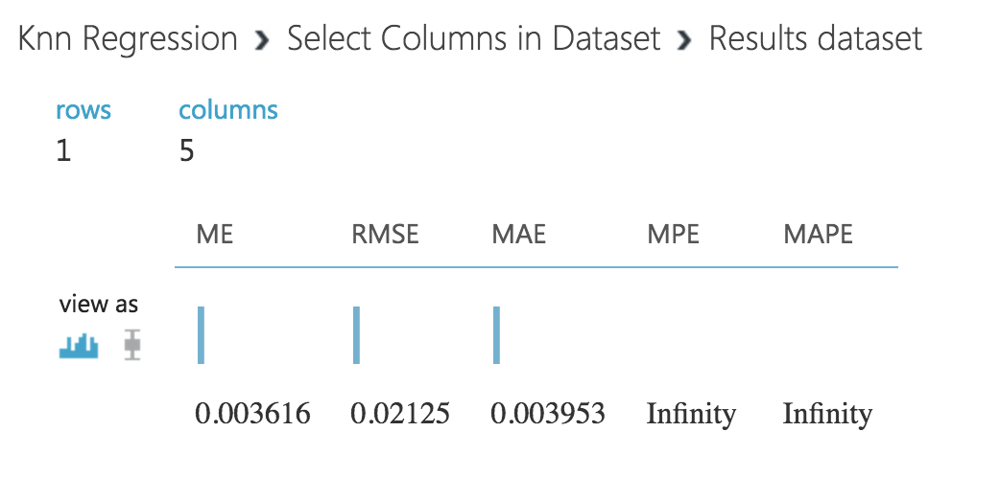 Knn Regression › Select Columns in Dataset › Results dataset
rows columns
1 5
ME RMSE MAE MPE MAPE
view as
0.003616 0.02125 0.003953 Infinity Infinity